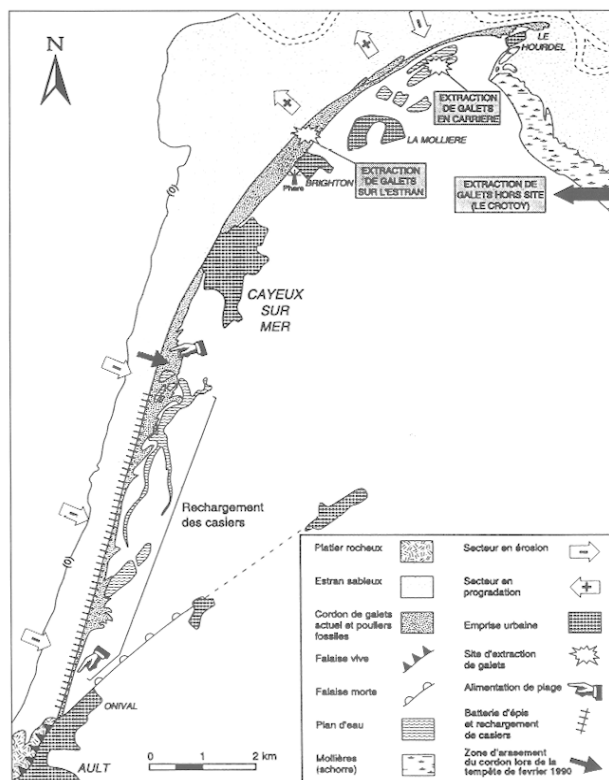 N
LE
HOURDEL
EXTRACTION
DE GALETS
EN CARRIERE
LA MOLLIERE
EXTRACTION
DE GALETS
SUR L'ESTRAN
Phare
BRIGHTON
EXTRACTION DE
GALETS HORS SITE
(LE CROTOY)
(0)
CAYEUX
SUR
MER
Rechargement
des casiers
(0)
ONIVAL
AULT
0 1 2 km
Platier rocheux
Estran sableux
Cordon de galets
actuel et pouliers
fossiles
Falaise vive
Falaise morte
Plan d'eau
Mollières
(schorre)
Secteur en érosion
Secteur en
progradation
Emprise urbaine
Site d'extraction
de galets
Alimentation de plage
Batterie d'épis
et rechargement
de casiers
Zone d'arasement
du cordon lors de la
tempête de fevrier 1990